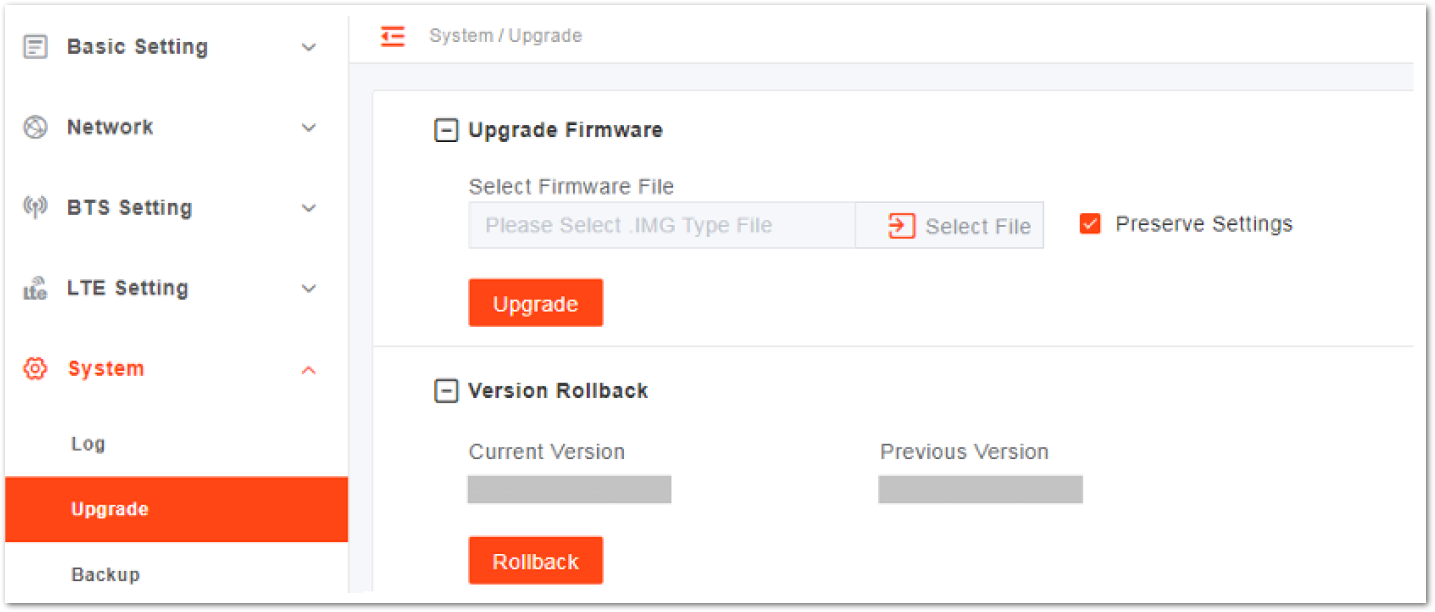 Basic Setting
Network
BTS Setting
LTE Setting
System
Log
Upgrade
Backup
System / Upgrade
Upgrade Firmware
Select Firmware File
Please Select .IMG Type File
Select File
Preserve Settings
Upgrade
Version Rollback
Current Version
Previous Version
Rollback